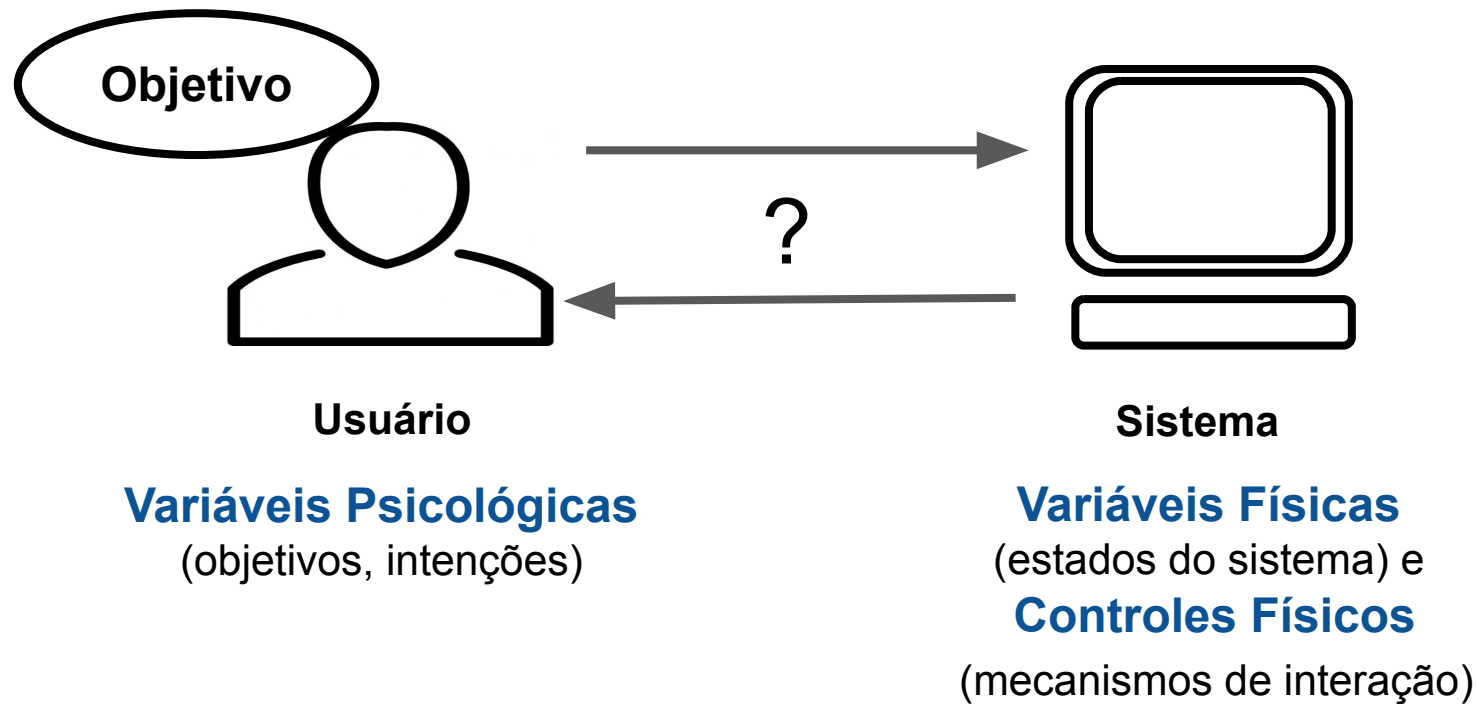 Objetivo
?
Usuário
Variáveis Psicológicas
(objetivos, intenções)
Sistema
Variáveis Físicas
(estados do sistema) e
Controles Físicos
(mecanismos de interação)